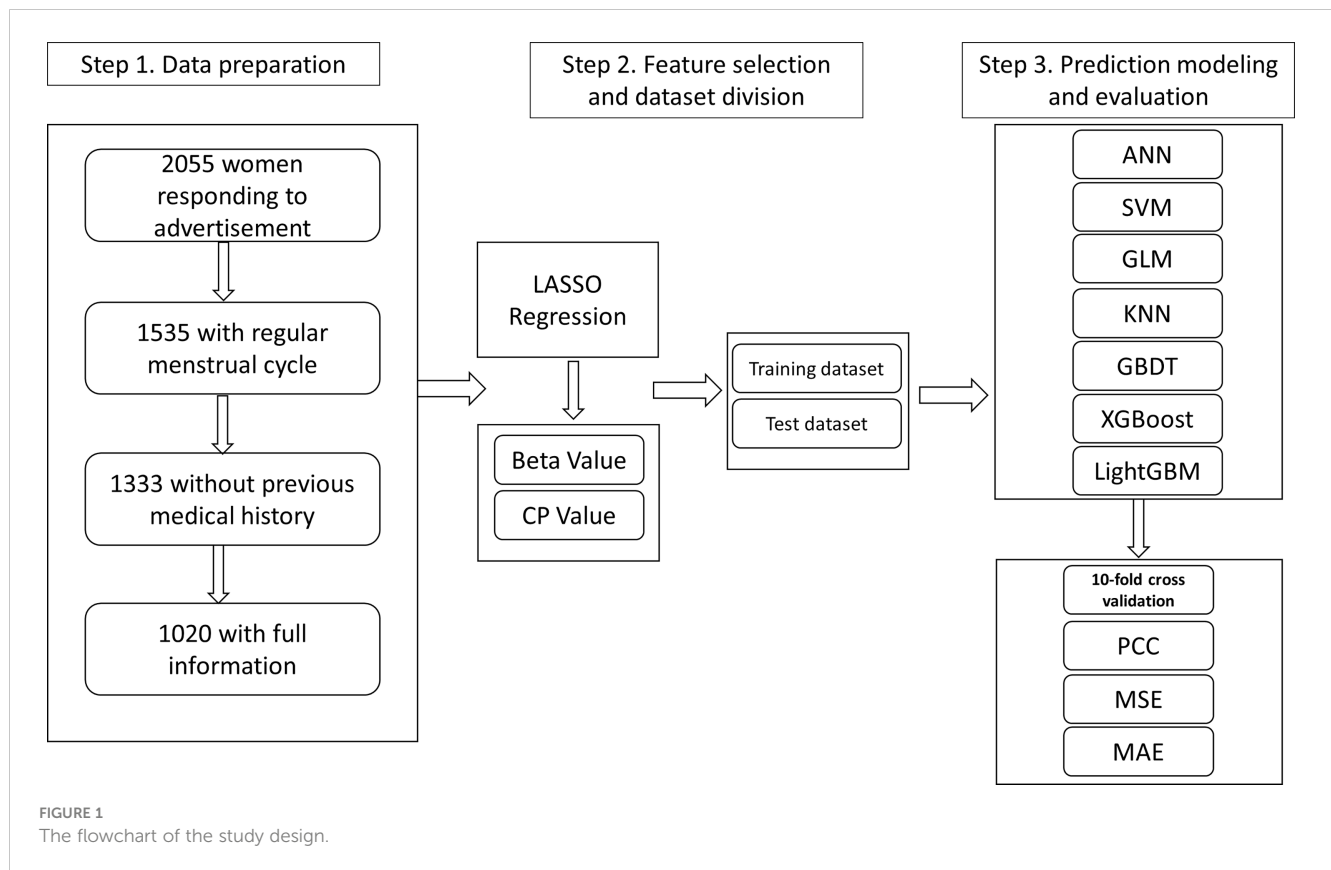 Step 1. Data preparation
2055 women
responding to
advertisement
1535 with regular
menstrual cycle
1333 without previous
medical history
1020 with full
information
Step 2. Feature selection
and dataset division
LASSO
Regression
Beta Value
CP Value
Training dataset
Test dataset
Step 3. Prediction modeling
and evaluation
ANN
SVM
GLM
KNN
GBDT
XGBoost
LightGBM
10-fold cross
validation
PCC
MSE
MAE
FIGURE 1
The flowchart of the study design.